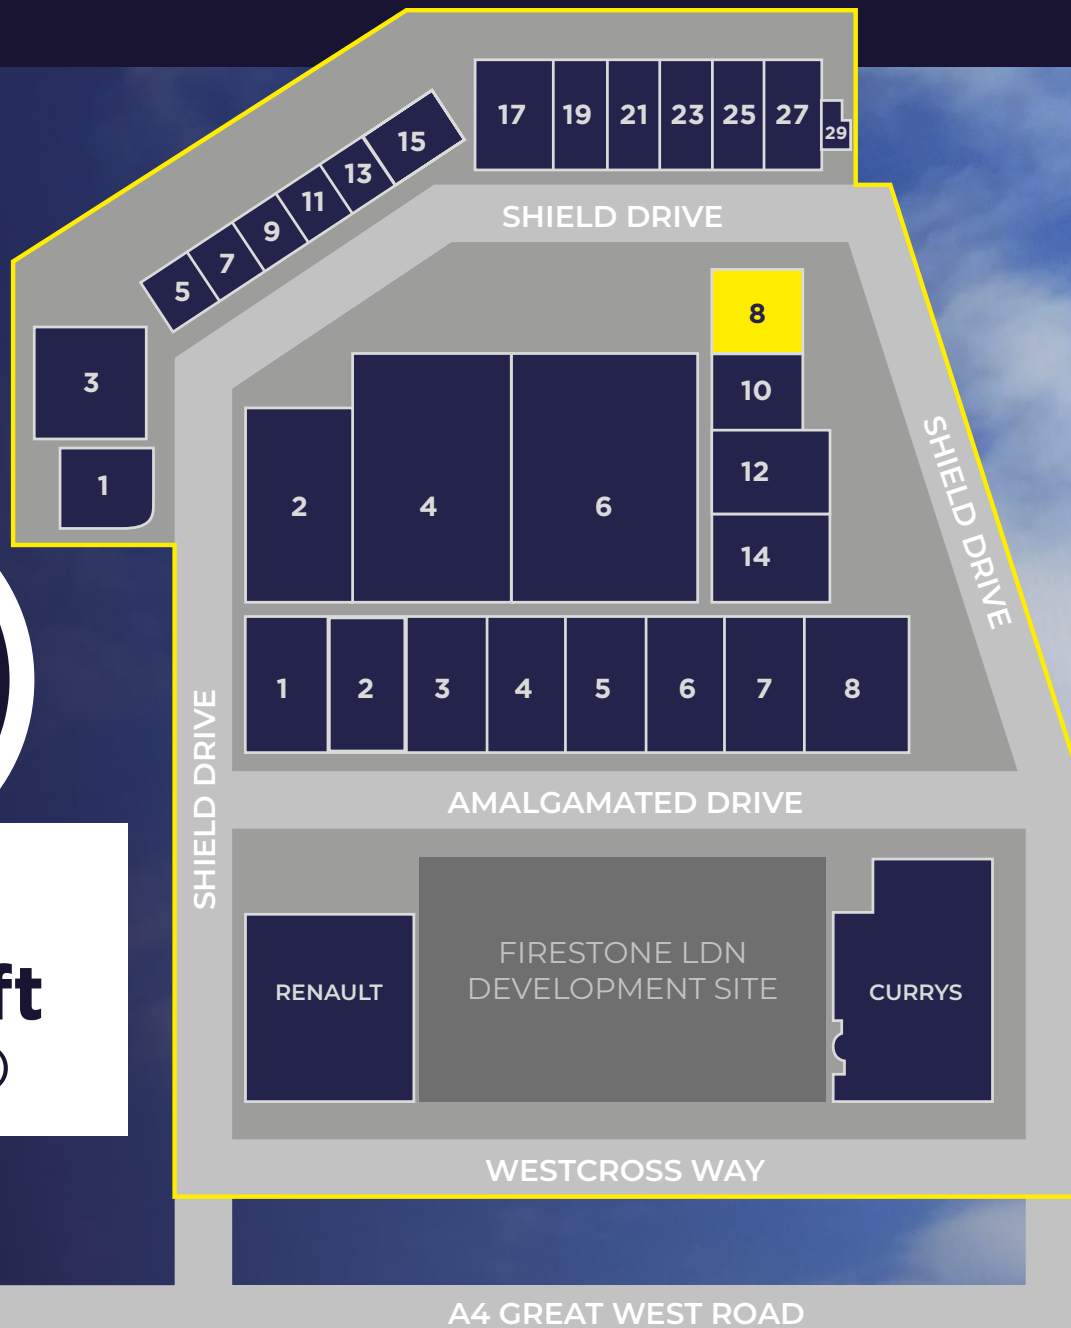 17 19 21 23 25 27 29
15
13
11
9
7
5
SHIELD DRIVE
8
3
10
1
2 4 6
12
14
SHIELD DRIVE
1 2 3 4 5 6 7 8
SHIELD DRIVE
AMALGAMATED DRIVE
RENAULT
FIRESTONE LDN
DEVELOPMENT SITE
CURRYS
ft
)
WESTCROSS WAY
A4 GREAT WEST ROAD